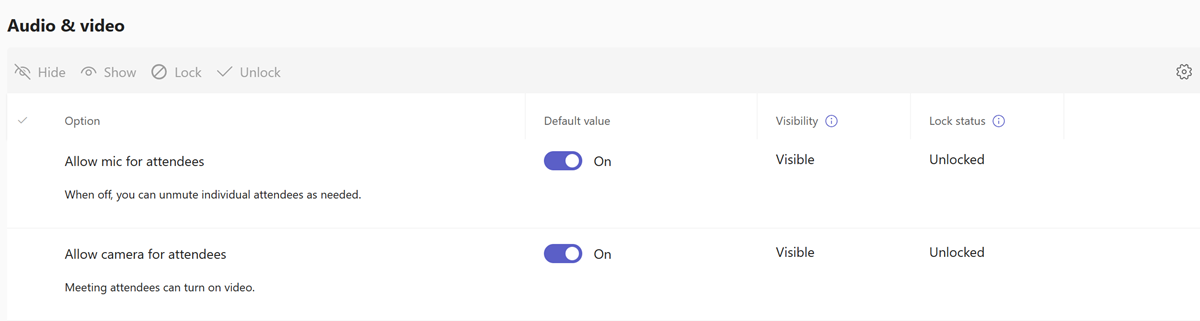 Audio & video
Hide Show Lock Unlock
Option Default value Visibility Lock status
Allow mic for attendees On Visible Unlocked
When off, you can unmute individual attendees as needed.
Allow camera for attendees On Visible Unlocked
Meeting attendees can turn on video.